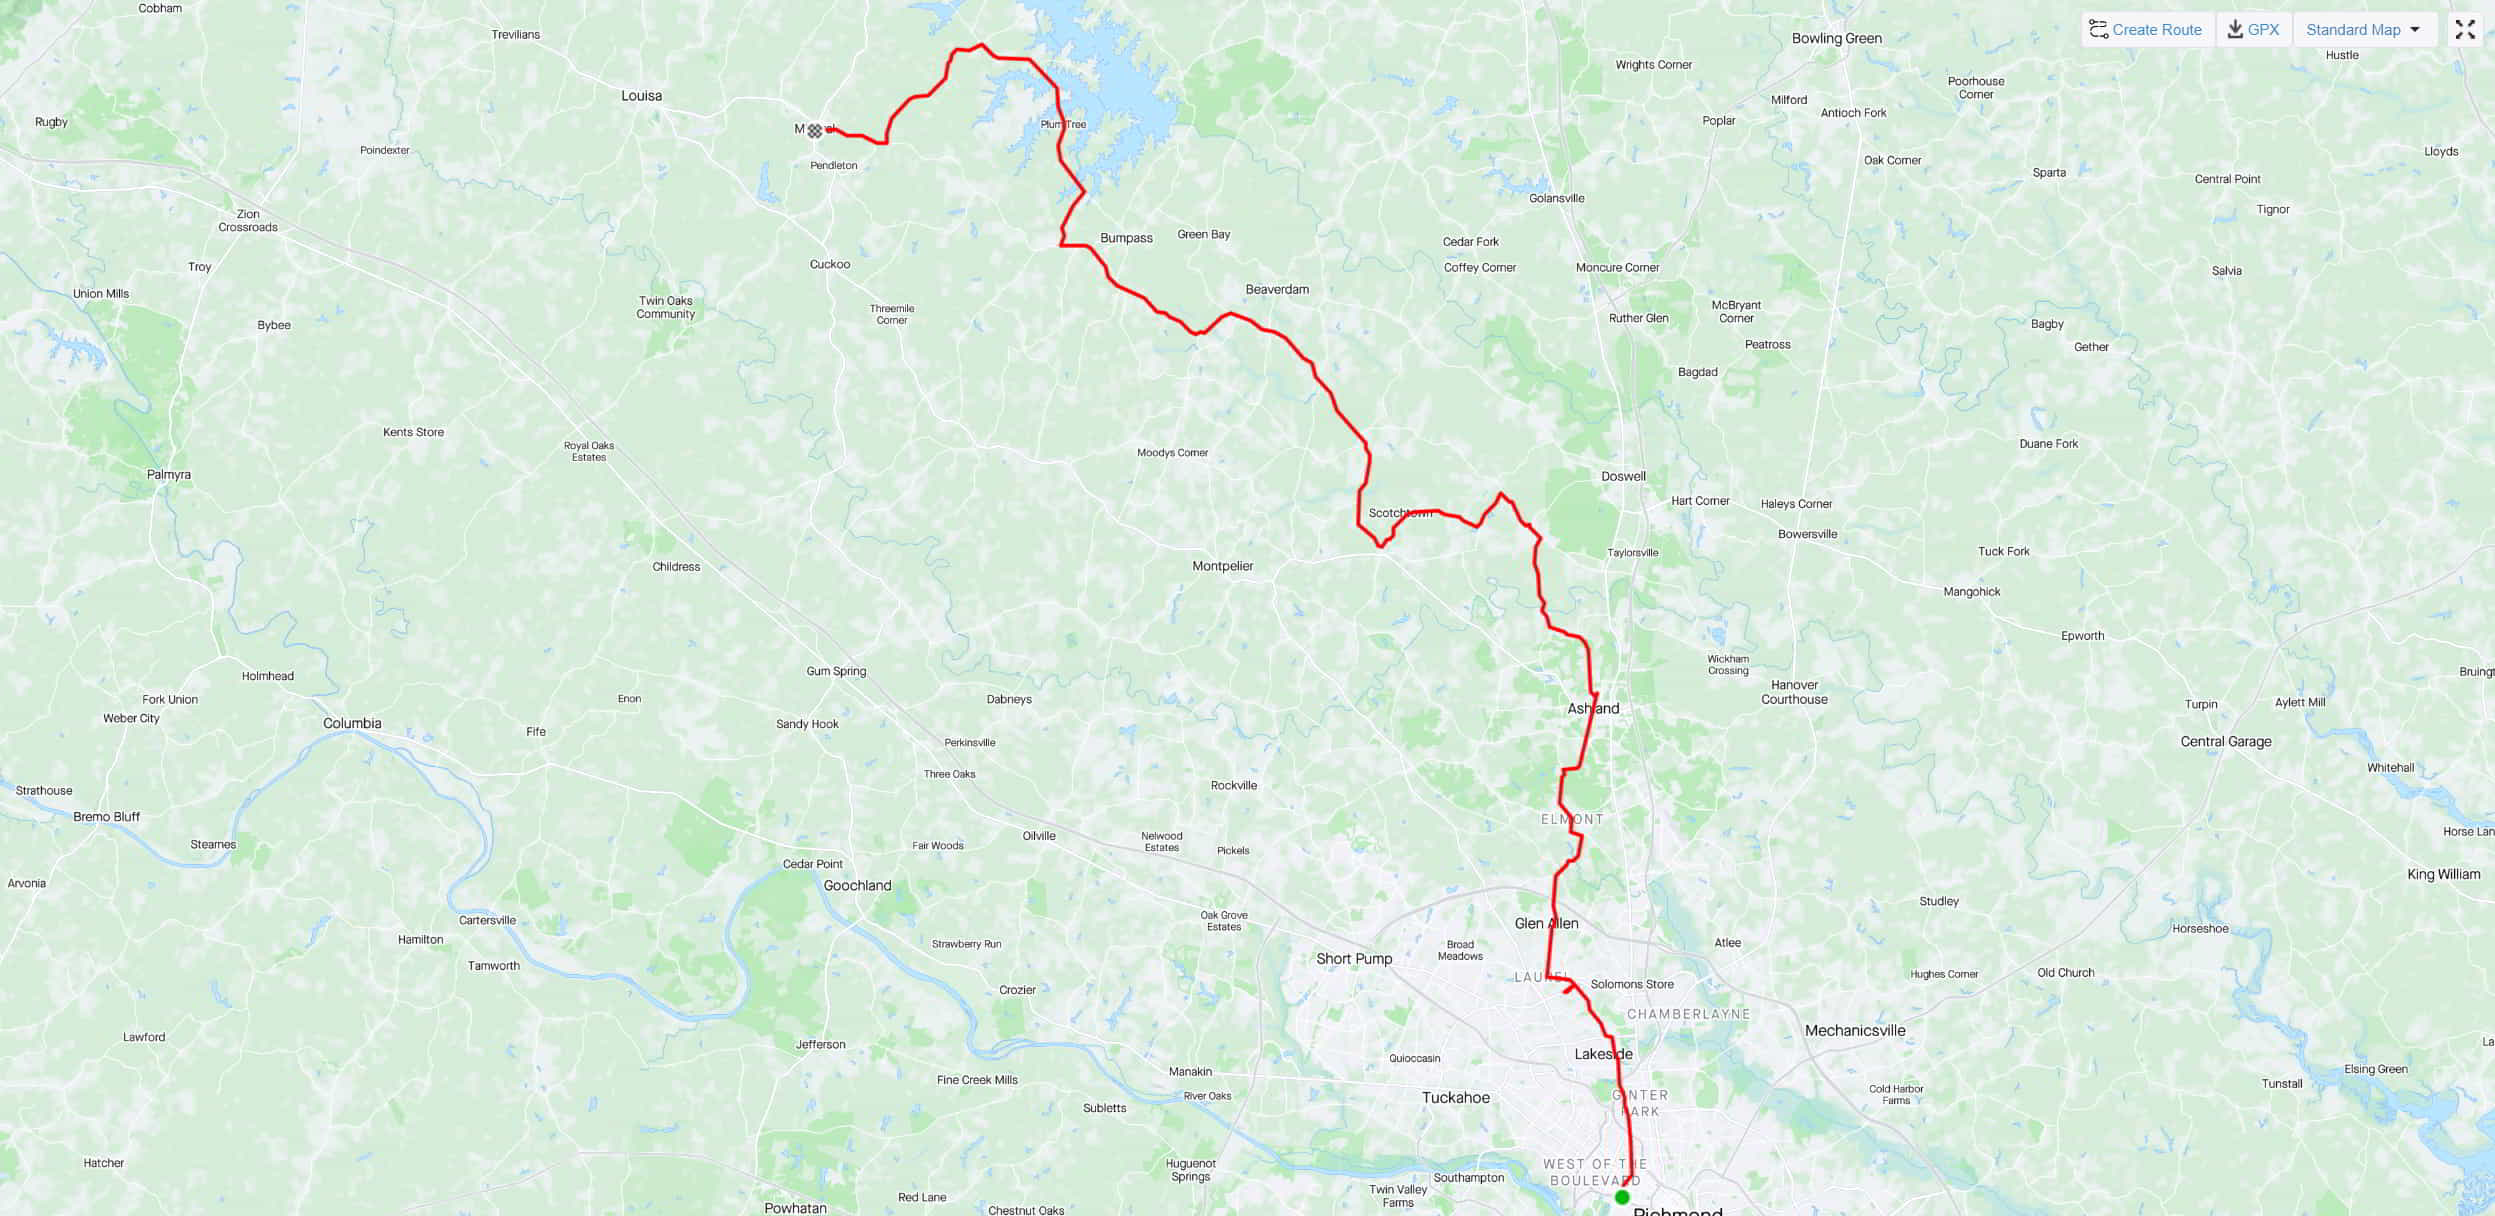 Cobham
Trevilians
Bowling Green
Create Route
GPX
Standard Map
Hustle
Wrights Corner
Poorhouse
Corner
Louisa
Milford
Antioch Fork
Rugby
Plum Tree
Poplar
Poindexter
Pendleton
Oak Corner
Lloyds
Sparta
Central Point
Golansville
Tignor
Zion
Crossroads
Bumpass
Green Bay
Cedar Fork
Troy
Cuckoo
Coffey Corner
Moncure Corner
Salvia
Union Mills
Beaverdam
Twin Oaks
Community
Threemile
Corner
McBryant
Corner
Bybee
Ruther Glen
Bagby
Peatross
Gether
Bagdad
Kents Store
Royal Oaks
Estates
Moodys Corner
Duane Fork
Palmyra
Doswell
Hart Corner
Haleys Corner
Scotchtown
Bowersville
Childress
Montpelier
Taylorsville
Tuck Fork
Mangohick
Epworth
Holmhead
Gum Spring
Wickham
Crossing
Bruingt
Fork Union
Enon
Dabneys
Hanover
Courthouse
Weber City
Ashland
Turpin
Aylett Mill
Columbia
Fife
Sandy Hook
Perkinsville
Central Garage
Three Oaks
Rockville
Whitehall
Strathouse
Bremo Bluff
ELMONT
Horse Lan
Stearnes
Oilville
Nelwood
Estates
Fair Woods
Pickels
Cedar Point
Arvonia
Goochland
King William
Cartersville
Oak Grove
Estates
Glen Allen
Studley
Hamilton
Strawberry Run
Broad
Meadows
Atlee
Horseshoe
Tamworth
Short Pump
LAUREL
Solomons Store
Hughes Corner
Old Church
Crozier
CHAMBERLAYNE
Lawford
Jefferson
Mechanicsville
La
Quioccasin
Lakeside
Manakin
Elsing Green
Fine Creek Mills
River Oaks
Tuckahoe
GINTER
PARK
Cold Harbor
Farms
Tunstall
Subletts
Hatcher
Huguenot
Springs
WEST OF THE
BOULEVARD
Southampton
Red Lane
Twin Valley
Farms
Powhatan
Chestnut Oaks
Richmond